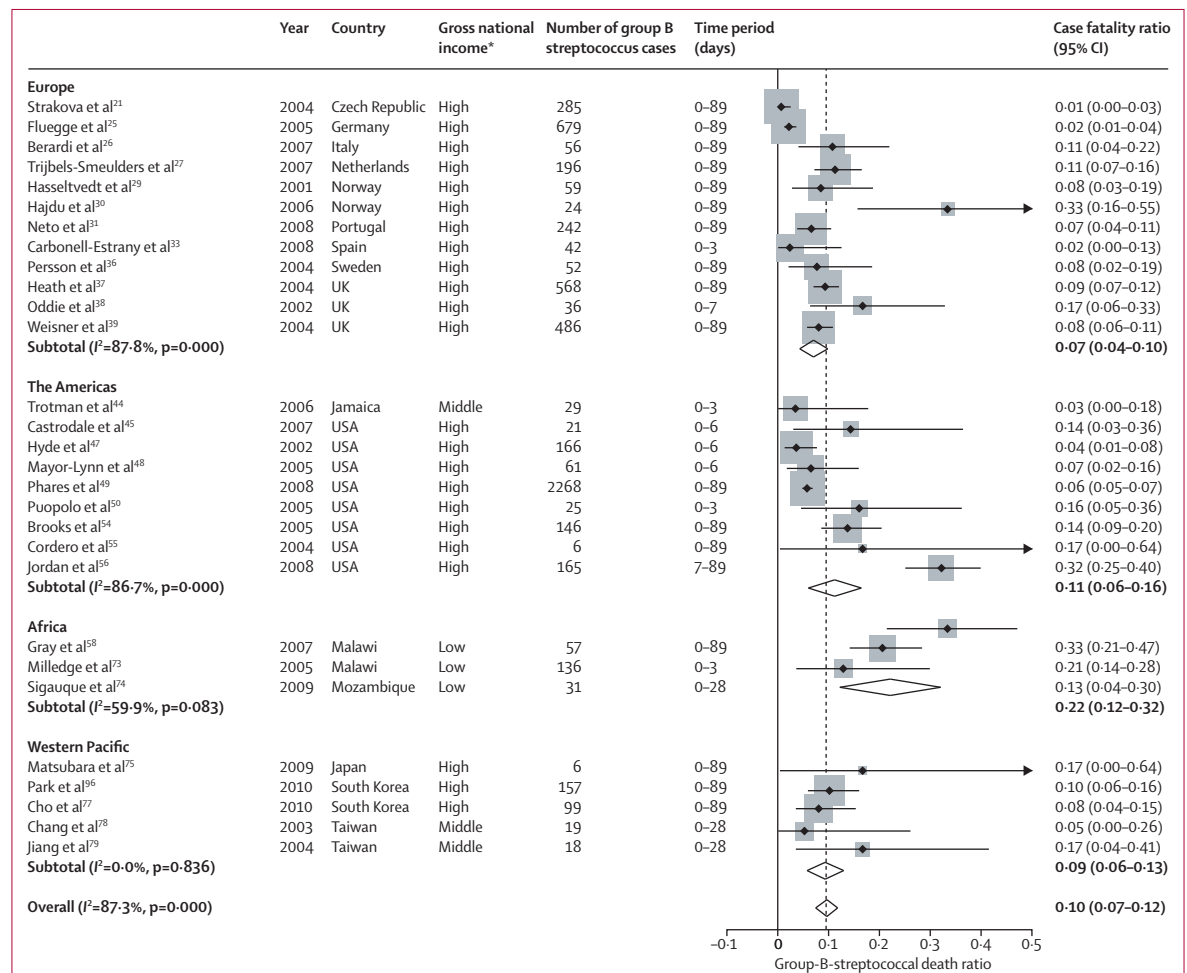 Year Country Gross national income* Number of group B streptococcus cases Time period (days) Case fatality ratio (95% CI)
Europe
Strakova et al21 2004 Czech Republic High 285 0–89 0·01 (0·00–0·03)
Fluegge et al25 2005 Germany High 679 0–89 0·02 (0·01–0·04)
Berardi et al26 2007 Italy High 56 0–89 0·11 (0·04–0·22)
Trijbels-Smeulders et al27 2007 Netherlands High 196 0–89 0·11 (0·07–0·16)
Hasseltvedt et al29 2001 Norway High 59 0–89 0·08 (0·03–0·19)
Hajdu et al30 2006 Norway High 24 0–89 0·33 (0·16–0·55)
Neto et al31 2008 Portugal High 242 0–89 0·07 (0·04–0·11)
Carbonell-Estrany et al33 2008 Spain High 42 0–3 0·02 (0·00–0·13)
Persson et al36 2004 Sweden High 52 0–89 0·08 (0·02–0·19)
Heath et al37 2004 UK High 568 0–89 0·09 (0·07–0·12)
Oddie et al38 2002 UK High 36 0–7 0·17 (0·06–0·33)
Weisner et al39 2004 UK High 486 0–89 0·08 (0·06–0·11)
Subtotal (I²=87·8%, p=0·000) 0·07 (0·04–0·10)
The Americas
Trotman et al44 2006 Jamaica Middle 29 0–3 0·03 (0·00–0·18)
Castrodale et al45 2007 USA High 21 0–6 0·14 (0·03–0·36)
Hyde et al47 2002 USA High 166 0–6 0·04 (0·01–0·08)
Mayor-Lynn et al48 2005 USA High 61 0–6 0·07 (0·02–0·16)
Phares et al49 2008 USA High 2268 0–89 0·06 (0·05–0·07)
Puopolo et al50 2005 USA High 25 0–3 0·16 (0·05–0·36)
Brooks et al54 2005 USA High 146 0–89 0·14 (0·09–0·20)
Cordero et al55 2004 USA High 6 0–89 0·17 (0·00–0·64)
Jordan et al56 2008 USA High 165 7–89 0·32 (0·25–0·40)
Subtotal (I²=86·7%, p=0·000) 0·11 (0·06–0·16)
Africa
Gray et al58 2007 Malawi Low 57 0–89 0·33 (0·21–0·47)
Milledge et al73 2005 Malawi Low 136 0–3 0·21 (0·14–0·28)
Sigauque et al74 2009 Mozambique Low 31 0–28 0·13 (0·04–0·30)
Subtotal (I²=59·9%, p=0·083) 0·22 (0·12–0·32)
Western Pacific
Matsubara et al75 2009 Japan High 6 0–89 0·17 (0·00–0·64)
Park et al96 2010 South Korea High 157 0–89 0·10 (0·06–0·16)
Cho et al77 2010 South Korea High 99 0–89 0·08 (0·04–0·15)
Chang et al78 2003 Taiwan Middle 19 0–28 0·05 (0·00–0·26)
Jiang et al79 2004 Taiwan Middle 18 0–28 0·17 (0·04–0·41)
Subtotal (I²=0·0%, p=0·836) 0·09 (0·06–0·13)
Overall (I²=87·3%, p=0·000) 0·10 (0·07–0·12)
–0·1 0 0·1 0·2 0·3 0·4 0·5
Group-B-streptococcal death ratio